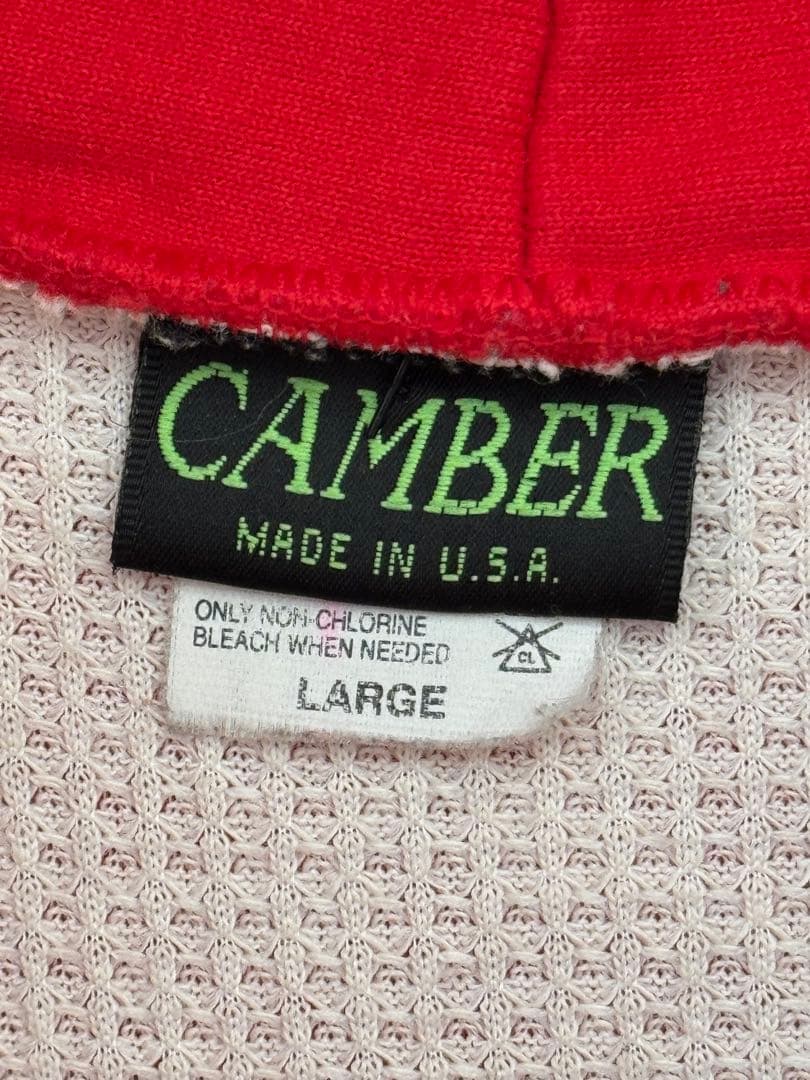 CAMBER
MADE IN U.S.A.
ONLY NON-CHLORINE
BLEACH WHEN NEEDED
CL
LARGE